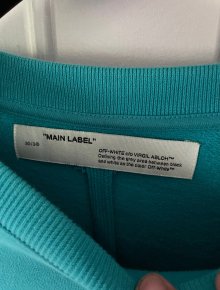 "MAIN LABEL"
OFF-WHITE c/o VIRGIL ABLOH™
Defining the grey area between black
and white as the color Off-White™